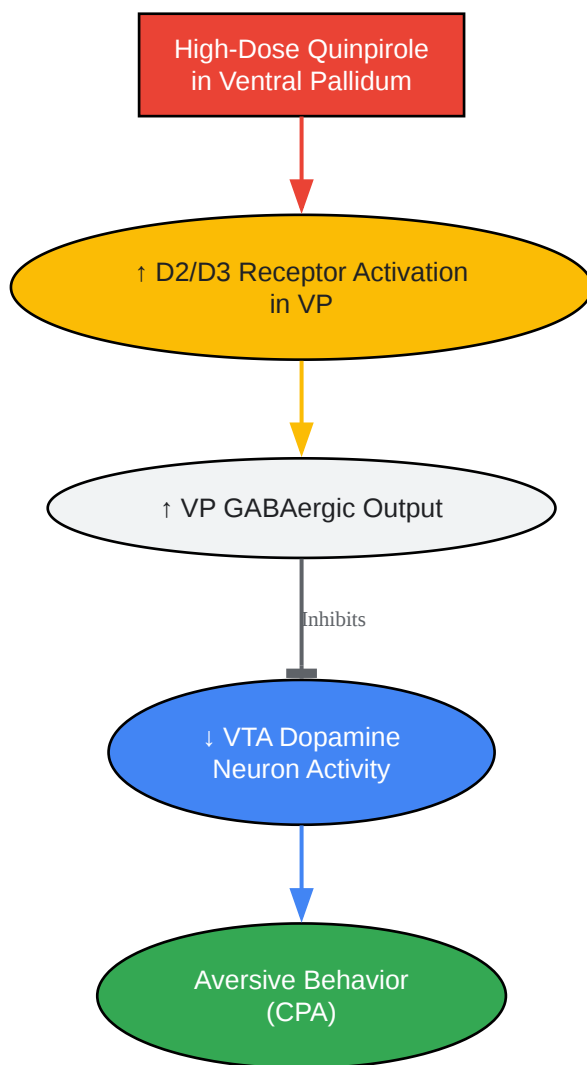 High-Dose Quinpirole
in Ventral Pallidum
↑ D2/D3 Receptor Activation
in VP
↑ VP GABAergic Output
Inhibits
↓ VTA Dopamine
Neuron Activity
Aversive Behavior
(CPA)